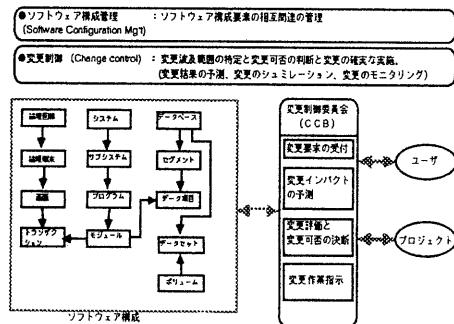 ●ソフトウェア構成管理 : ソフトウェア構成要素の相互関連の管理
(Software Configuration Mg't)
●変更制御 (Change control) : 変更波及範囲の特定と変更可否の判断と変更の確実な実施。
(変更結果の予測、変更のシュミレーション、変更のモニタリング)
システム
データベース
サブシステム
セグメント
画面
プログラム
データ項目
トランザクション
モジュール
データセット
ボリューム
ソフトウェア構成
変更制御委員会
(CCB)
変更要求の受付
変更インパクト
の予測
変更評価と
変更可否の決断
変更作業指示
ユーザ
プロジェクト